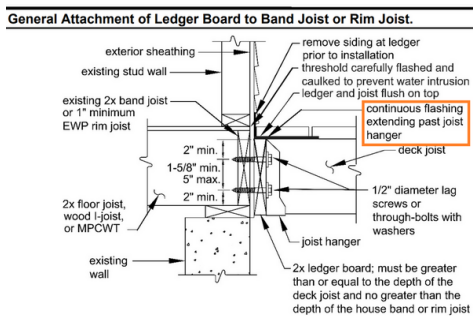 General Attachment of Ledger Board to Band Joist or Rim Joist.
exterior sheathing
existing stud wall
existing 2x band joist
or 1" minimum
EWP rim joist
2" min.
1-5/8" min.
5" max.
2" min.
2x floor joist,
wood I-joist,
or MPCWT
existing
wall
remove siding at ledger
prior to installation
threshold carefully flashed and
caulked to prevent water intrusion
ledger and joist flush on top
continuous flashing
extending past joist
hanger
deck joist
1/2" diameter lag
screws or
through-bolts with
washers
joist hanger
2x ledger board; must be greater
than or equal to the depth of the
deck joist and no greater than the
depth of the house band or rim joist